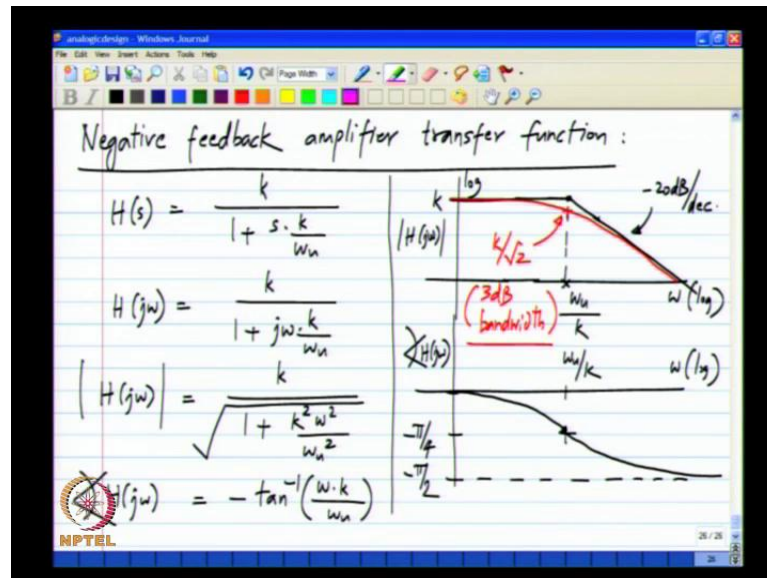 analogicdesign - Windows Journal
File Edit View Insert Actions Tools Help
Page Width
B I
Negative feedback amplifier transfer function :
H(s) = k / (1 + s·k/ωu)
H(jω) = k / (1 + jω·k/ωu)
|H(jω)| = k / √(1 + k²ω²/ωu²)
∠H(jω) = -tan⁻¹(ω·k/ωu)
log
k
|H(jω)|
-20dB/dec.
k/√2
(3dB bandwidth)
ωu/k
ω (log)
∠H(jω)
ωu/k
ω (log)
-π/4
-π/2
NPTEL
26 / 26
26